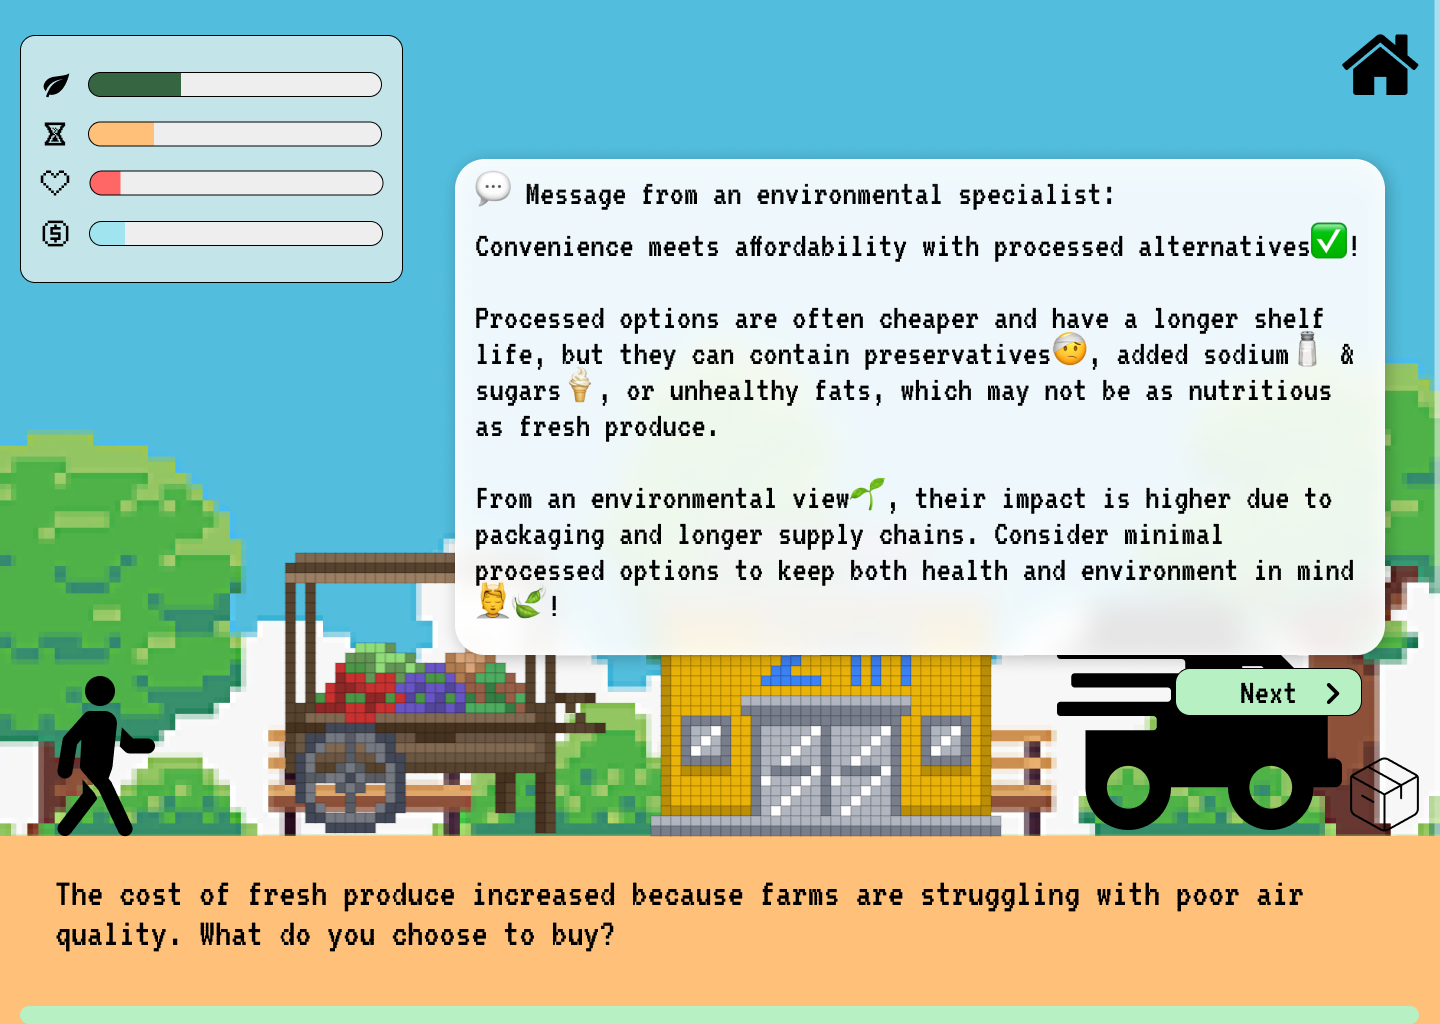 Message from an environmental specialist:
Convenience meets affordability with processed alternatives✅!
Processed options are often cheaper and have a longer shelf
life, but they can contain preservatives🤕, added sodium🧂 &
sugars🍦, or unhealthy fats, which may not be as nutritious
as fresh produce.
From an environmental view🌱, their impact is higher due to
packaging and longer supply chains. Consider minimal
processed options to keep both health and environment in mind
💆🍃!
Next
The cost of fresh produce increased because farms are struggling with poor air
quality. What do you choose to buy?